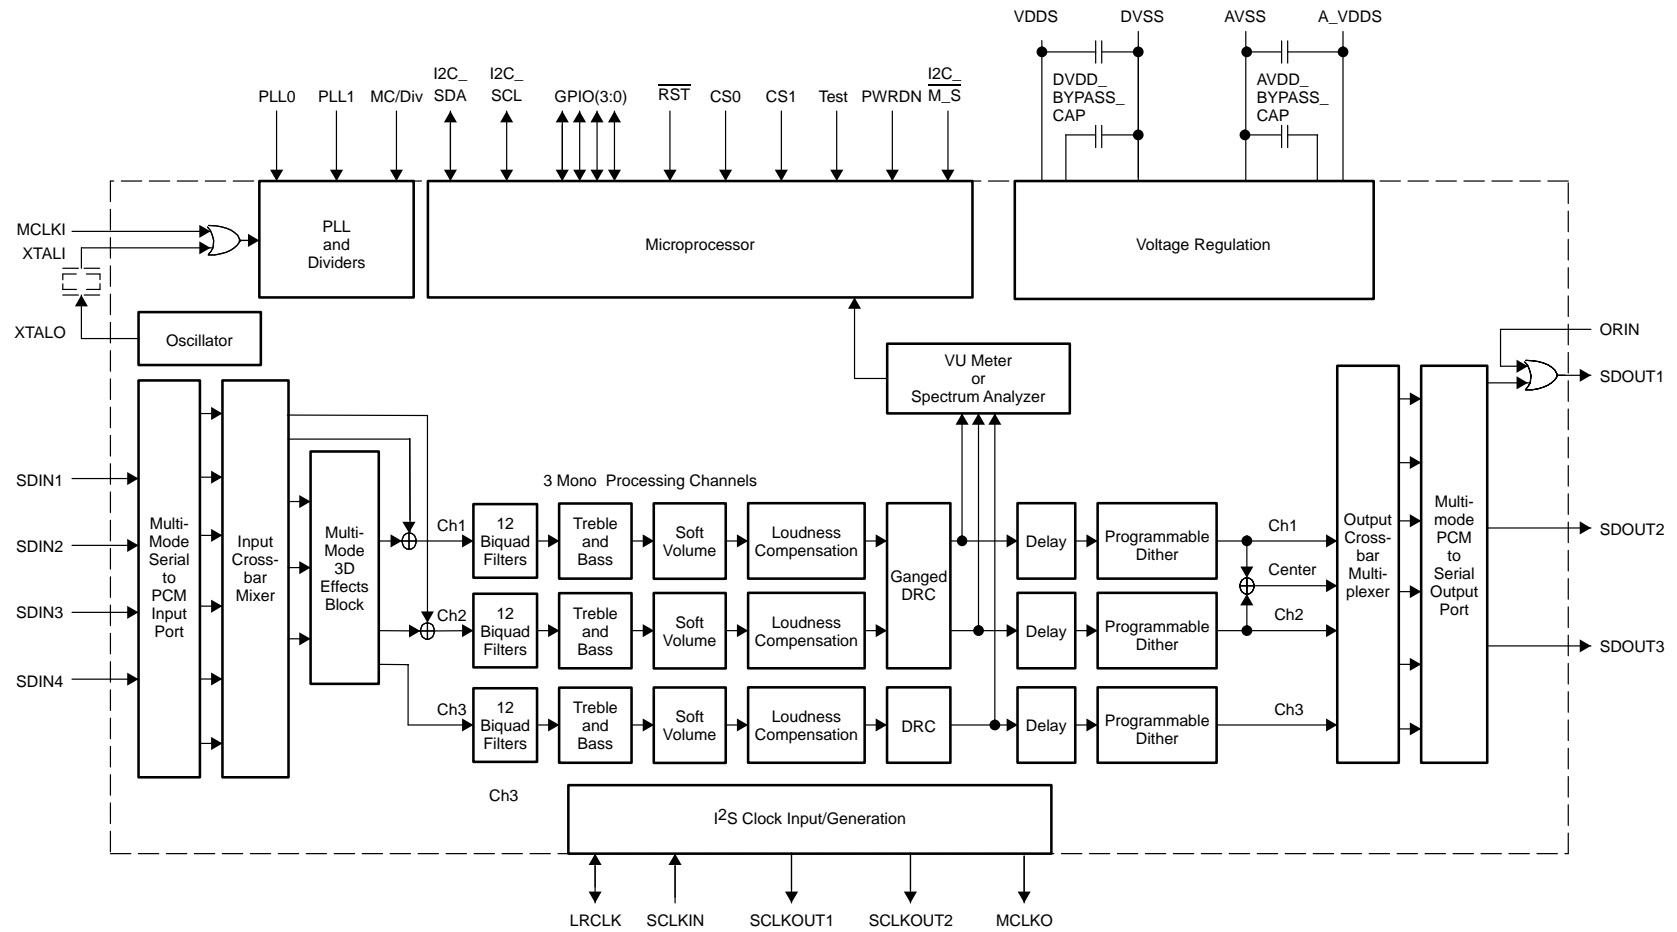 VDDS DVSS AVSS A_VDDS
I2C_
SDA
I2C_
SCL
PLL0 PLL1 MC/Div GPIO(3:0) RST CS0 CS1 Test PWRDN
I2C_
M_S
DVDD_
BYPASS_
CAP
AVDD_
BYPASS_
CAP
MCLKI
XTALI
XTALO
PLL
and
Dividers
Microprocessor
Voltage Regulation
Oscillator
VU Meter
or
Spectrum Analyzer
ORIN
SDOUT1
SDOUT2
SDOUT3
SDIN1
SDIN2
SDIN3
SDIN4
Multi-
Mode
Serial
to
PCM
Input
Port
Input
Cross-
bar
Mixer
Multi-
Mode
3D
Effects
Block
3 Mono Processing Channels
Ch1
12
Biquad
Filters
Treble
and
Bass
Soft
Volume
Loudness
Compensation
Ganged
DRC
Delay
Programmable
Dither
Ch1
Center
Ch2
12
Biquad
Filters
Treble
and
Bass
Soft
Volume
Loudness
Compensation
Delay
Programmable
Dither
Ch2
Ch3
12
Biquad
Filters
Treble
and
Bass
Soft
Volume
Loudness
Compensation
DRC
Delay
Programmable
Dither
Ch3
Output
Cross-
bar
Multi-
plexer
Multi-
mode
PCM
to
Serial
Output
Port
Ch3
I2S Clock Input/Generation
LRCLK SCLKIN SCLKOUT1 SCLKOUT2 MCLKO